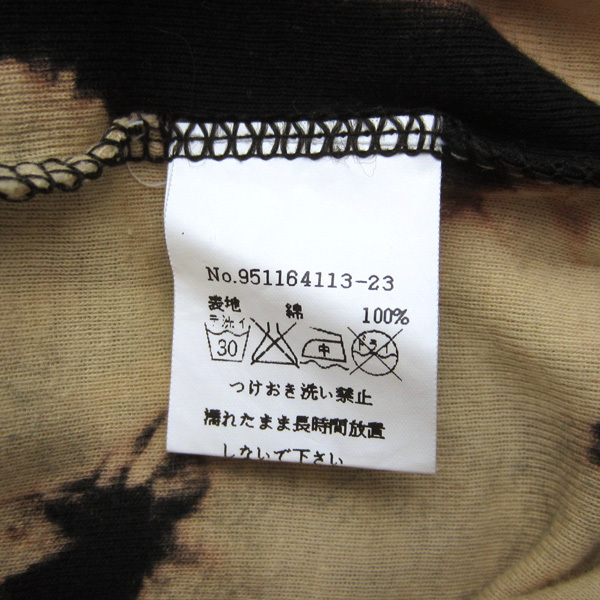 No.951164113-23
表地 綿 100%
手洗イ
30 中 ドライ
つけおき洗い禁止
濡れたまま長時間放置
しないで下さい